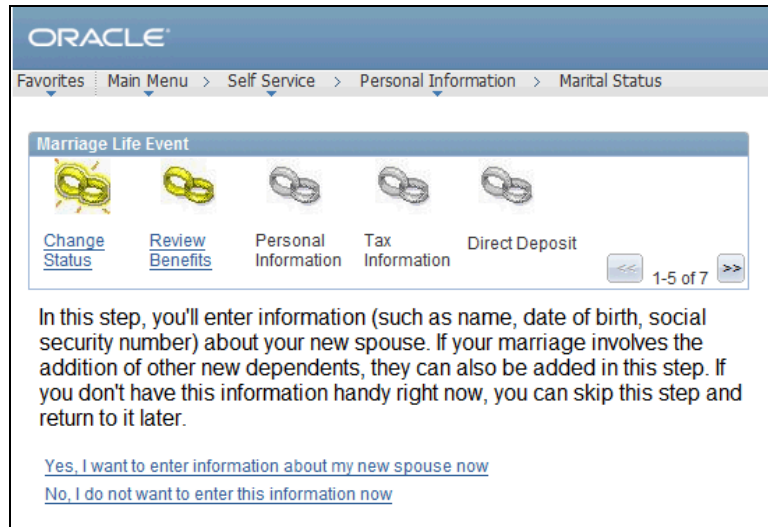 ORACLE
Favorites Main Menu > Self Service > Personal Information > Marital Status
Marriage Life Event
Change Status
Review Benefits
Personal Information
Tax Information
Direct Deposit
<< 1-5 of 7 >>
In this step, you'll enter information (such as name, date of birth, social
security number) about your new spouse. If your marriage involves the
addition of other new dependents, they can also be added in this step. If
you don't have this information handy right now, you can skip this step and
return to it later.
Yes, I want to enter information about my new spouse now
No, I do not want to enter this information now